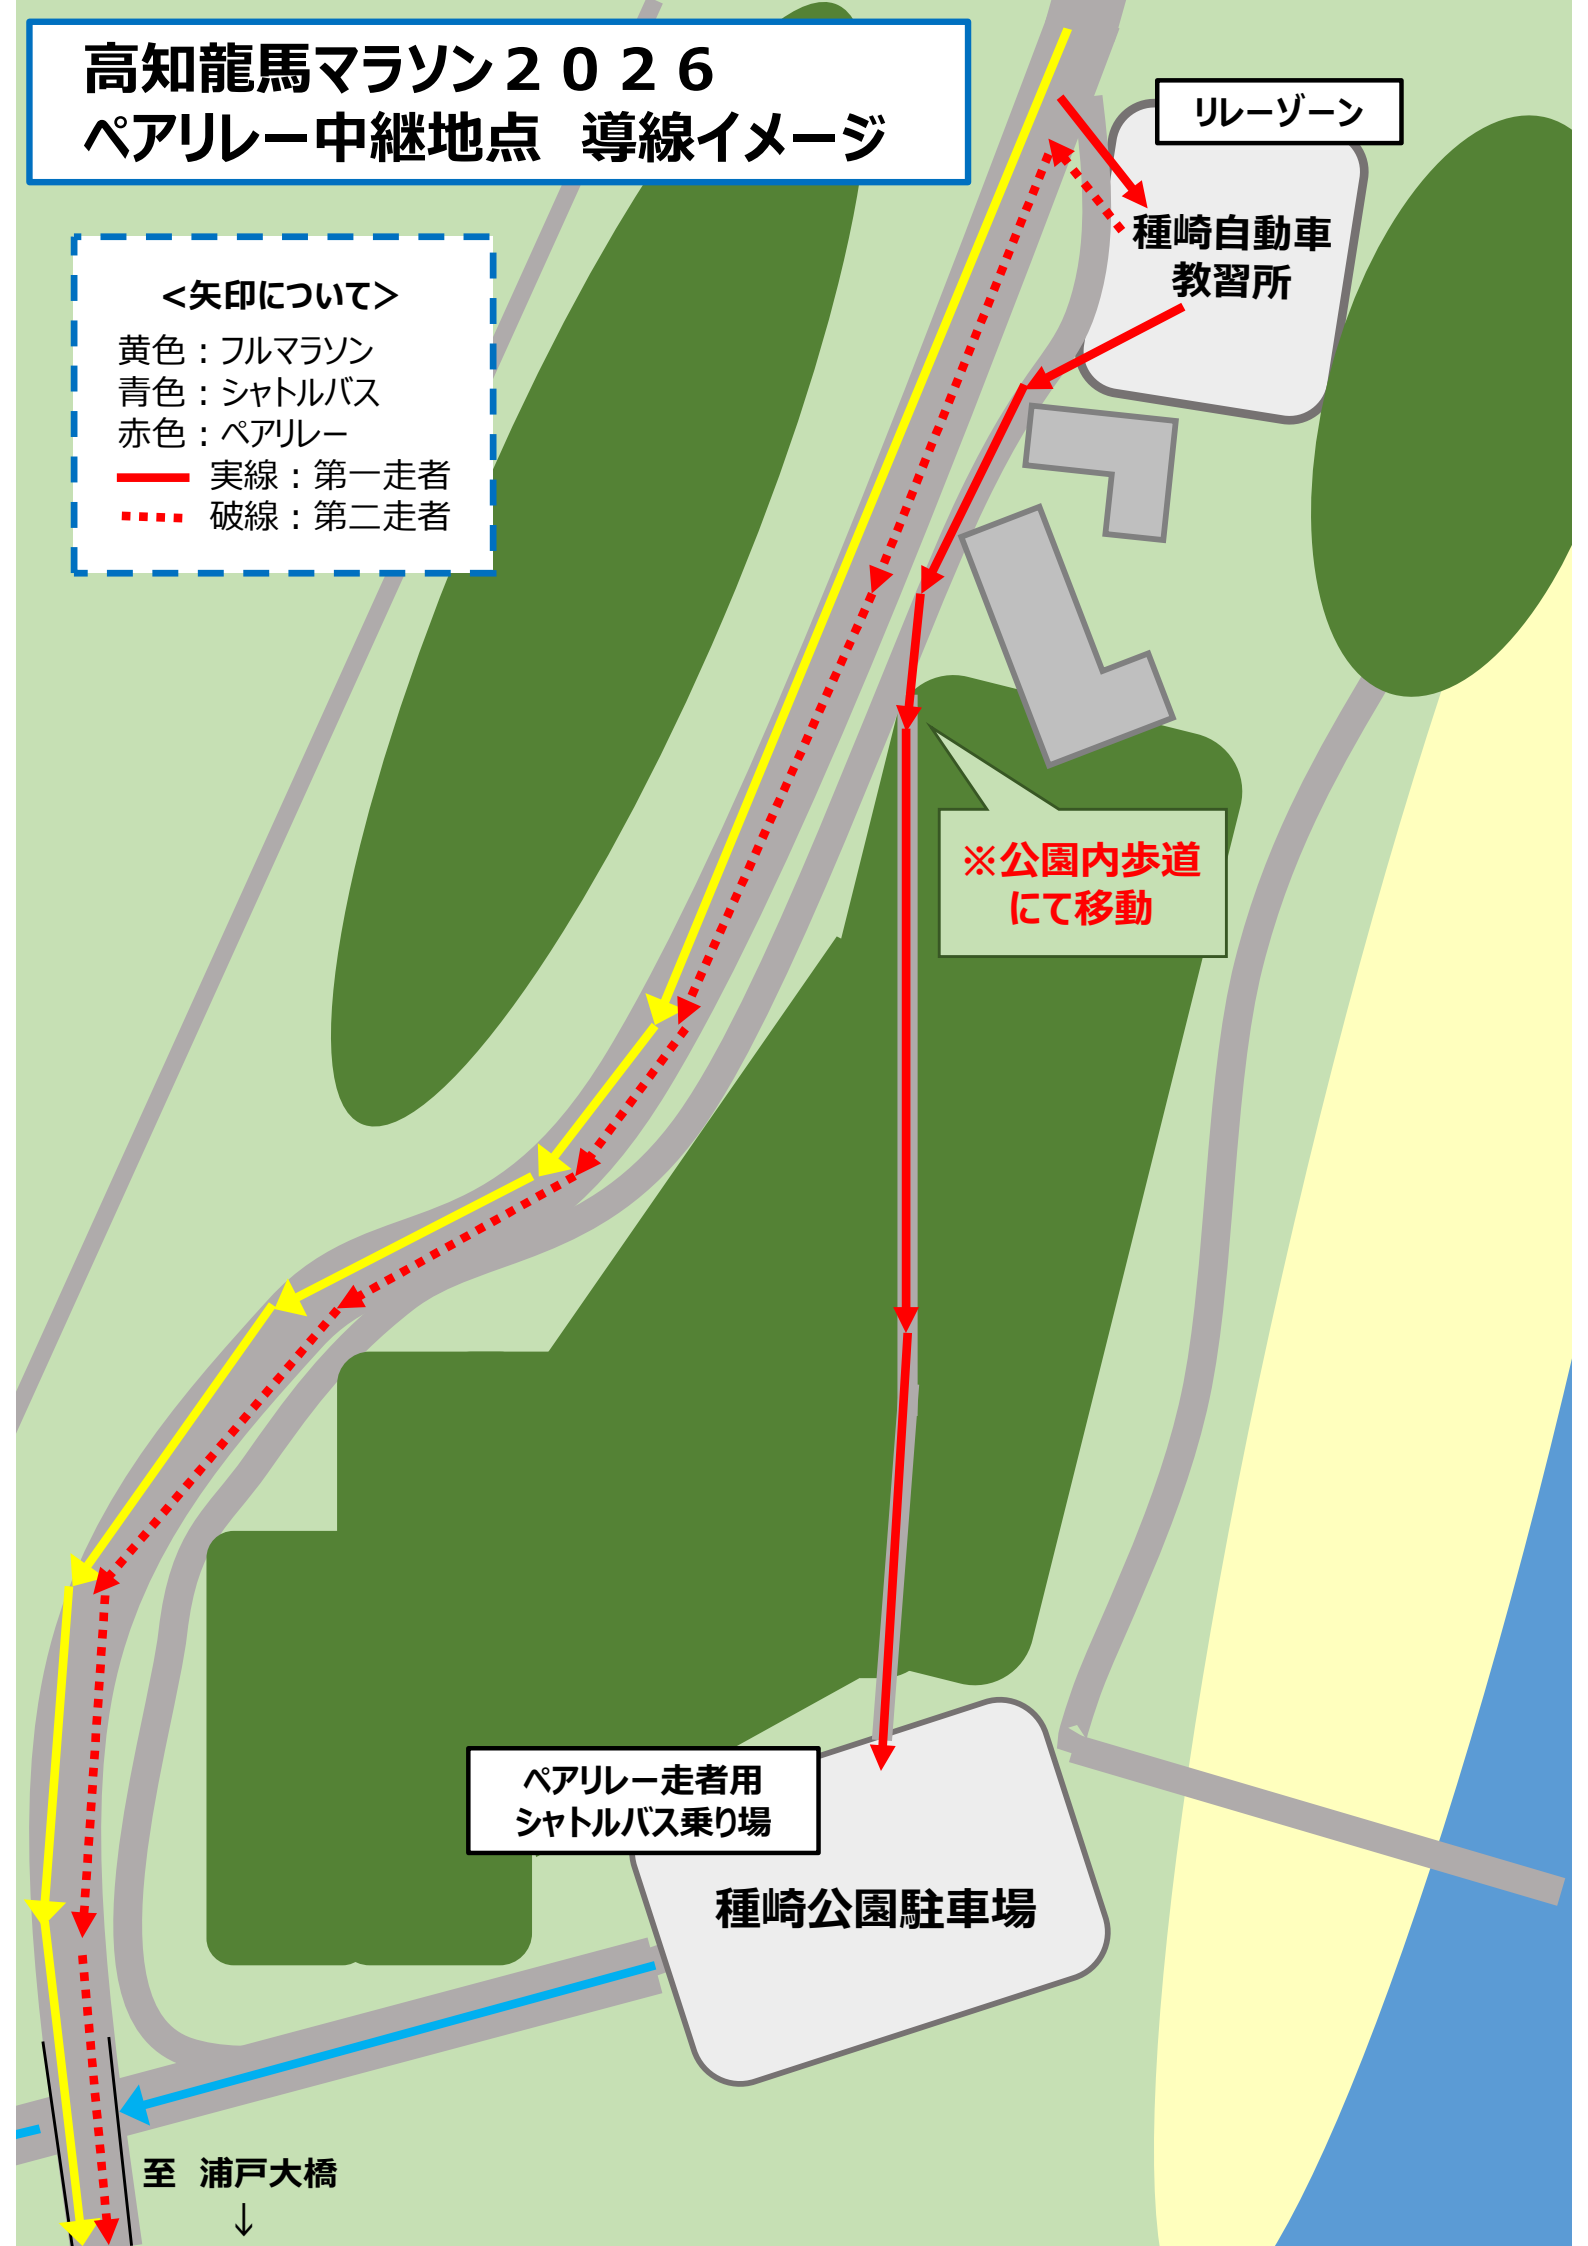 高知龍馬マラソン２０２６
ペアリレー中継地点　導線イメージ
リレーゾーン
種崎自動車
教習所
<矢印について>
黄色：フルマラソン
青色：シャトルバス
赤色：ペアリレー
実線：第一走者
破線：第二走者
※公園内歩道
にて移動
ペアリレー走者用
シャトルバス乗り場
種崎公園駐車場
至　浦戸大橋
↓